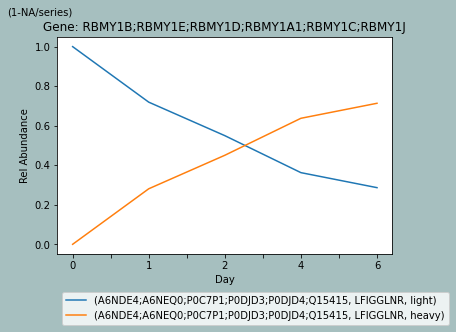 (1-NA/series)
Gene: RBMY1B;RBMY1E;RBMY1D;RBMY1A1;RBMY1C;RBMY1J
1.0
0.8
0.6
0.4
0.2
0.0
Rel Abundance
0 1 2 4 6
Day
(A6NDE4;A6NEQ0;P0C7P1;P0DJD3;P0DJD4;Q15415, LFIGGLNR, light)
(A6NDE4;A6NEQ0;P0C7P1;P0DJD3;P0DJD4;Q15415, LFIGGLNR, heavy)